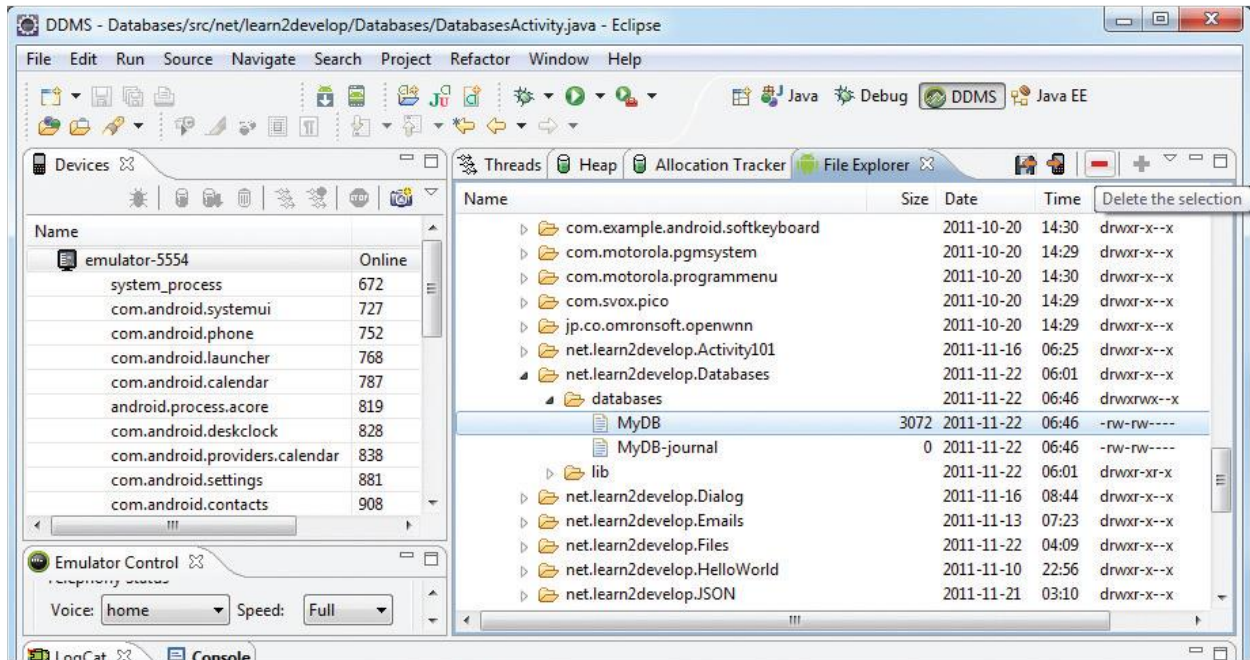 DDMS - Databases/src/net/learn2develop/Databases/DatabasesActivity.java - Eclipse
File Edit Run Source Navigate Search Project Refactor Window Help
Java Debug DDMS Java EE
Devices
Name
emulator-5554 Online
system_process 672
com.android.systemui 727
com.android.phone 752
com.android.launcher 768
com.android.calendar 787
android.process.acore 819
com.android.deskclock 828
com.android.providers.calendar 838
com.android.settings 881
com.android.contacts 908
Emulator Control
Telephony Status
Voice: home Speed: Full
Threads Heap Allocation Tracker File Explorer
Name Size Date Time Delete the selection
com.example.android.softkeyboard 2011-10-20 14:30 drwxr-x--x
com.motorola.pgmsystem 2011-10-20 14:29 drwxr-x--x
com.motorola.programmenu 2011-10-20 14:30 drwxr-x--x
com.svox.pico 2011-10-20 14:29 drwxr-x--x
jp.co.omronsoft.openwnn 2011-10-20 14:29 drwxr-x--x
net.learn2develop.Activity101 2011-11-16 06:25 drwxr-x--x
net.learn2develop.Databases 2011-11-22 06:01 drwxr-x--x
databases 2011-11-22 06:46 drwxrwx--x
MyDB 3072 2011-11-22 06:46 -rw-rw----
MyDB-journal 0 2011-11-22 06:46 -rw-rw----
lib 2011-11-22 06:01 drwxr-xr-x
net.learn2develop.Dialog 2011-11-16 08:44 drwxr-x--x
net.learn2develop.Emails 2011-11-13 07:23 drwxr-x--x
net.learn2develop.Files 2011-11-22 04:09 drwxr-x--x
net.learn2develop.HelloWorld 2011-11-10 22:56 drwxr-x--x
net.learn2develop.JSON 2011-11-21 03:10 drwxr-x--x
LogCat Console